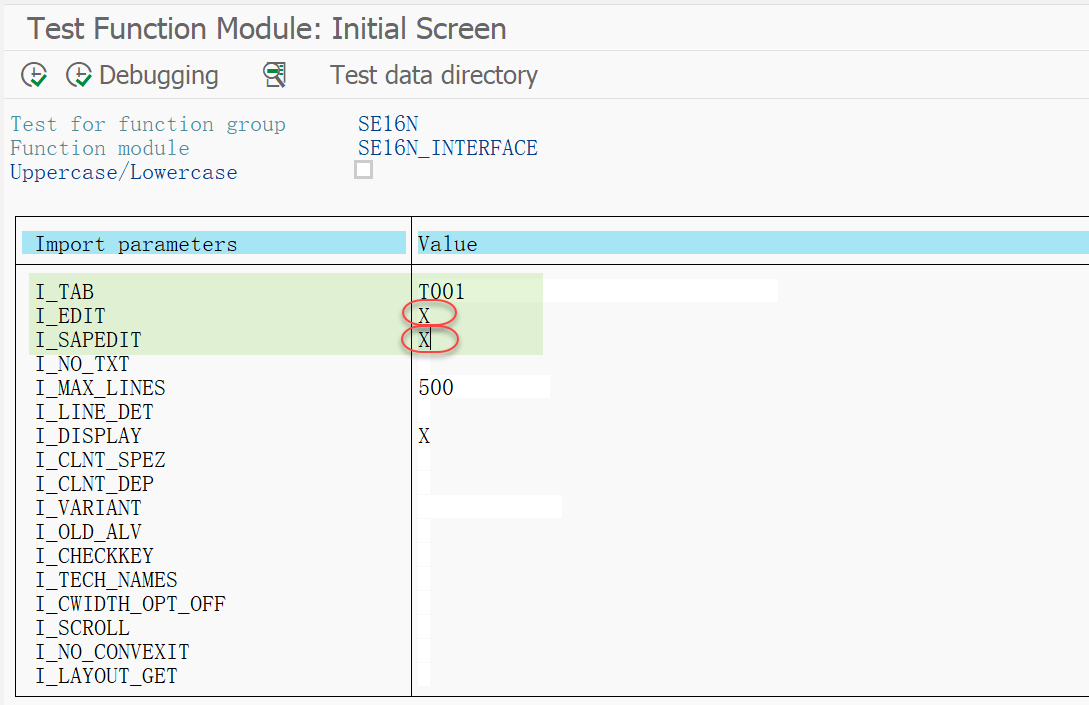 Test Function Module: Initial Screen
Debugging Test data directory
Test for function group SE16N
Function module SE16N_INTERFACE
Uppercase/Lowercase
Import parameters Value
I_TAB T001
I_EDIT X
I_SAPEDIT X
I_NO_TXT
I_MAX_LINES 500
I_LINE_DET
I_DISPLAY X
I_CLNT_SPEZ
I_CLNT_DEP
I_VARIANT
I_OLD_ALV
I_CHECKKEY
I_TECH_NAMES
I_CWIDTH_OPT_OFF
I_SCROLL
I_NO_CONVEXIT
I_LAYOUT_GET